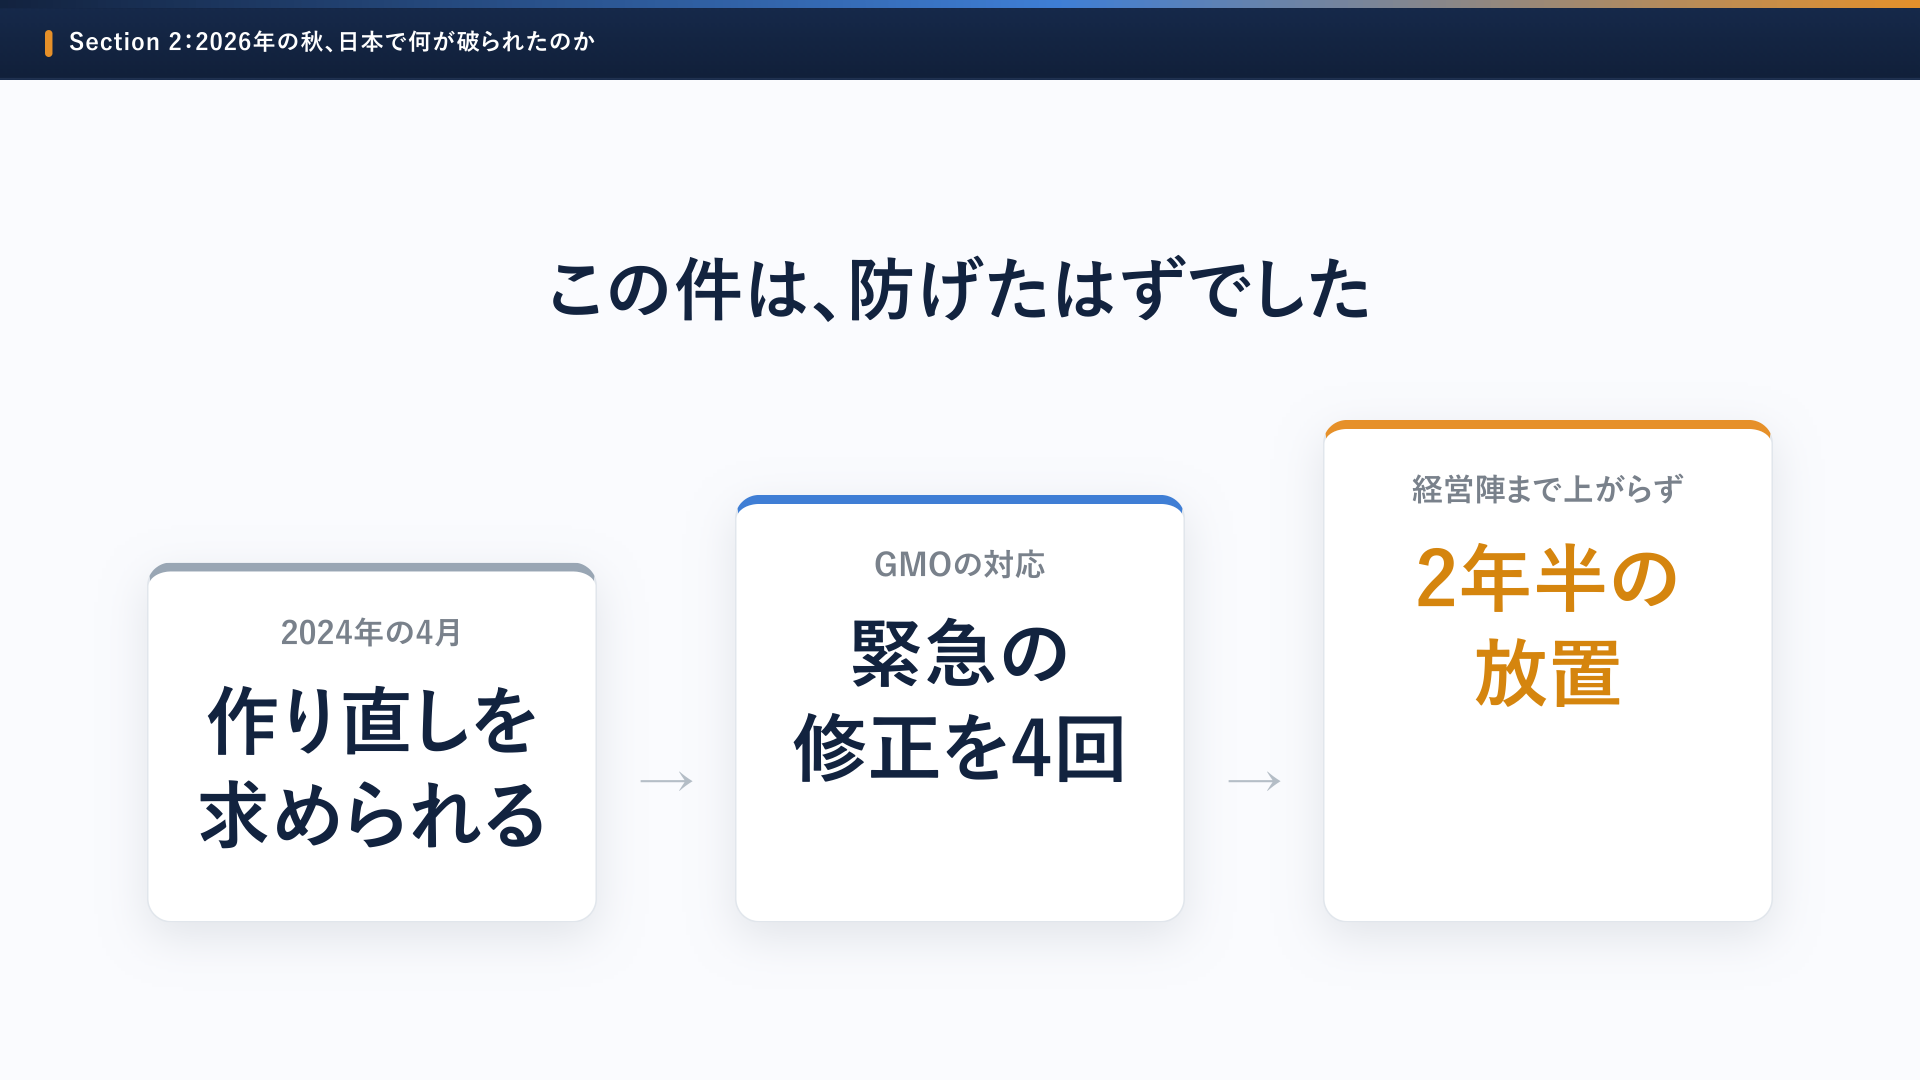 Section 2：2026年の秋、日本で何が破られたのか
この件は、防げたはずでした
2024年の4月
作り直しを
求められる
→
GMOの対応
緊急の
修正を4回
→
経営陣まで上がらず
2年半の
放置